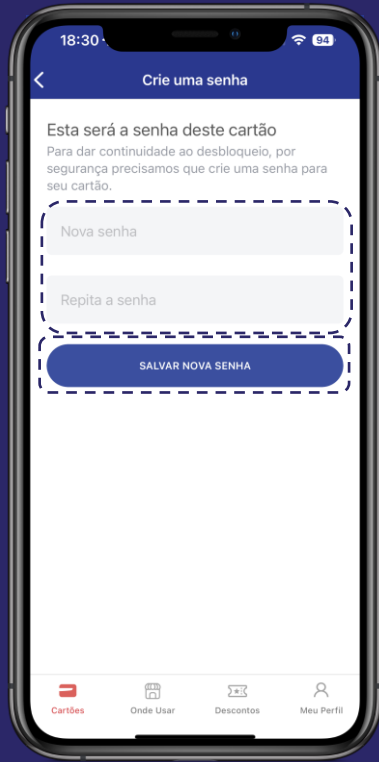 18:30
94
Crie uma senha
Esta será a senha deste cartão
Para dar continuidade ao desbloqueio, por
segurança precisamos que crie uma senha para
seu cartão.
Nova senha
Repita a senha
SALVAR NOVA SENHA
Cartões
Onde Usar
Descontos
Meu Perfil